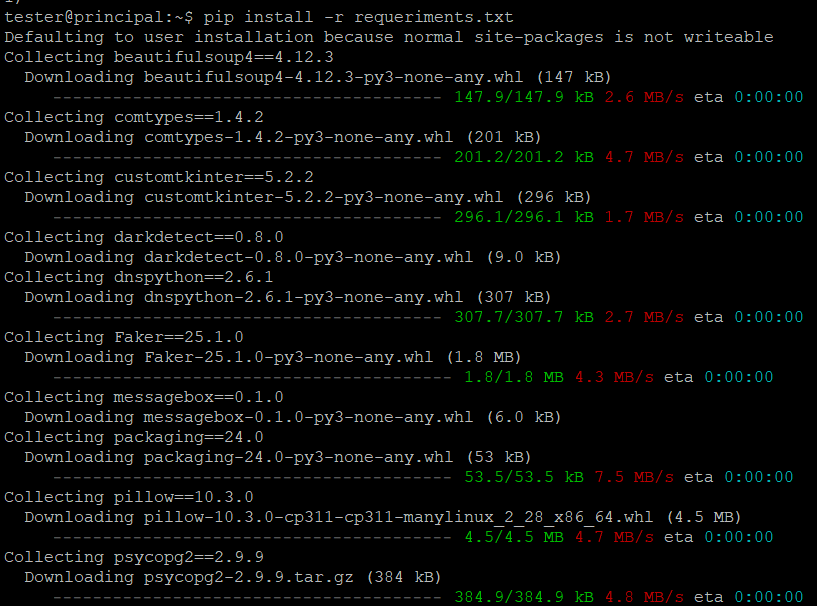 tester@principal:~$ pip install -r requeriments.txt
Defaulting to user installation because normal site-packages is not writeable
Collecting beautifulsoup4==4.12.3
  Downloading beautifulsoup4-4.12.3-py3-none-any.whl (147 kB)
     --------------------------------------- 147.9/147.9 kB 2.6 MB/s eta 0:00:00
Collecting comtypes==1.4.2
  Downloading comtypes-1.4.2-py3-none-any.whl (201 kB)
     --------------------------------------- 201.2/201.2 kB 4.7 MB/s eta 0:00:00
Collecting customtkinter==5.2.2
  Downloading customtkinter-5.2.2-py3-none-any.whl (296 kB)
     --------------------------------------- 296.1/296.1 kB 1.7 MB/s eta 0:00:00
Collecting darkdetect==0.8.0
  Downloading darkdetect-0.8.0-py3-none-any.whl (9.0 kB)
Collecting dnspython==2.6.1
  Downloading dnspython-2.6.1-py3-none-any.whl (307 kB)
     --------------------------------------- 307.7/307.7 kB 2.7 MB/s eta 0:00:00
Collecting Faker==25.1.0
  Downloading Faker-25.1.0-py3-none-any.whl (1.8 MB)
     ---------------------------------------- 1.8/1.8 MB 4.3 MB/s eta 0:00:00
Collecting messagebox==0.1.0
  Downloading messagebox-0.1.0-py3-none-any.whl (6.0 kB)
Collecting packaging==24.0
  Downloading packaging-24.0-py3-none-any.whl (53 kB)
     ---------------------------------------- 53.5/53.5 kB 7.5 MB/s eta 0:00:00
Collecting pillow==10.3.0
  Downloading pillow-10.3.0-cp311-cp311-manylinux_2_28_x86_64.whl (4.5 MB)
     ---------------------------------------- 4.5/4.5 MB 4.7 MB/s eta 0:00:00
Collecting psycopg2==2.9.9
  Downloading psycopg2-2.9.9.tar.gz (384 kB)
     --------------------------------------- 384.9/384.9 kB 4.8 MB/s eta 0:00:00